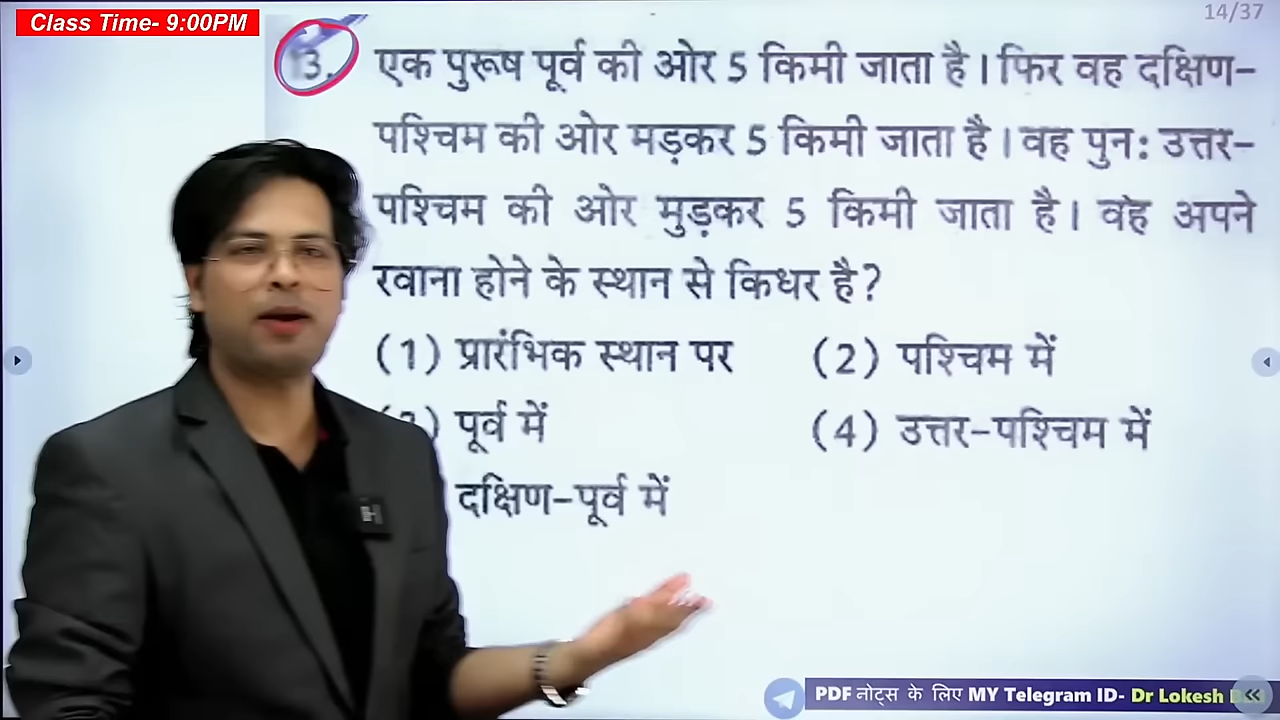 Class Time- 9:00PM
14/37
13. एक पुरूष पूर्व की ओर 5 किमी जाता है। फिर वह दक्षिण-
पश्चिम की ओर मड़कर 5 किमी जाता है। वह पुन: उत्तर-
पश्चिम की ओर मुड़कर 5 किमी जाता है। वह अपने
रवाना होने के स्थान से किधर है?
(1) प्रारंभिक स्थान पर (2) पश्चिम में
पूर्व में (4) उत्तर-पश्चिम में
दक्षिण-पूर्व में
PDF नोट्स के लिए MY Telegram ID- Dr Lokesh